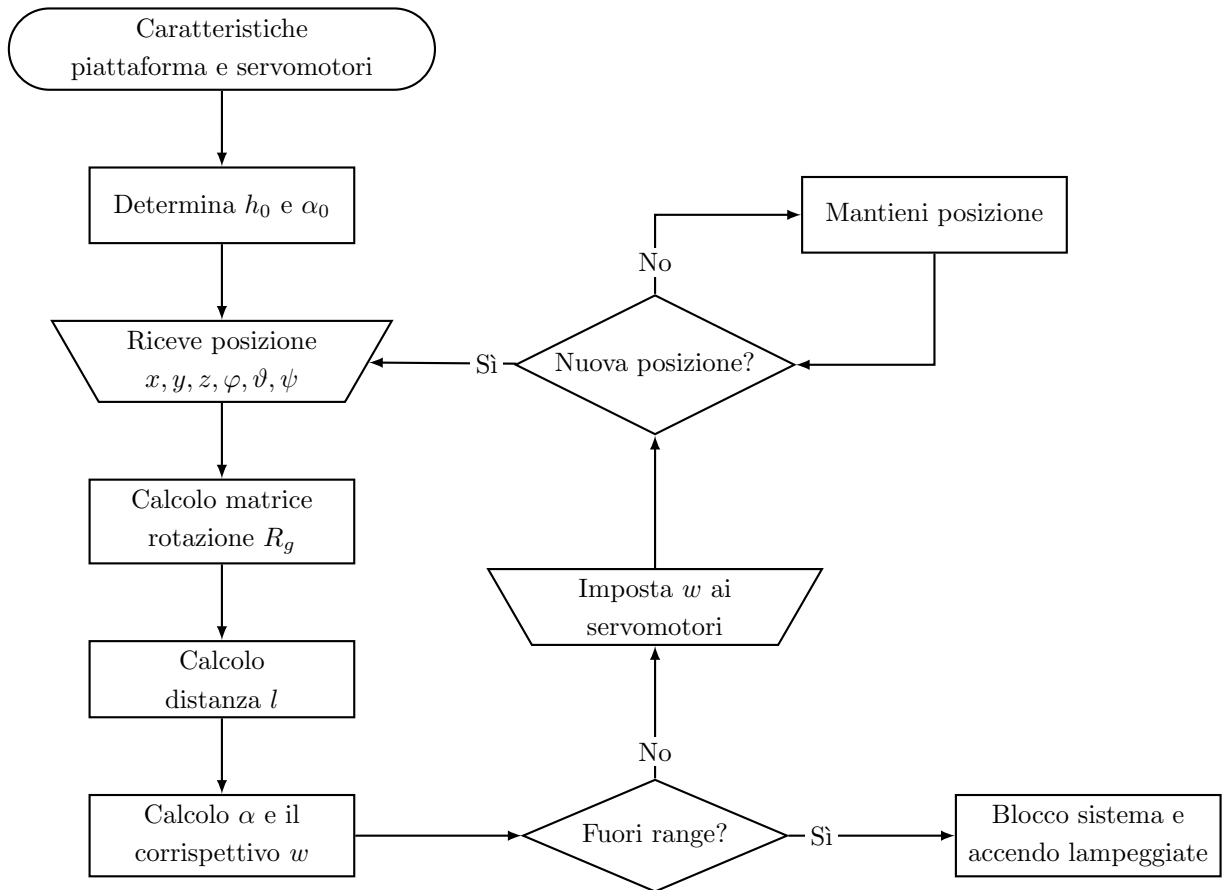 Caratteristiche
piattaforma e servomotori
Determina h₀ e α₀
Mantieni posizione
No
Riceve posizione
x, y, z, φ, ϑ, ψ
Sì
Nuova posizione?
Calcolo matrice
rotazione R_g
Imposta w ai
servomotori
Calcolo
distanza l
No
Calcolo α e il
corrispettivo w
Fuori range?
Sì
Blocco sistema e
accendo lampeggiate